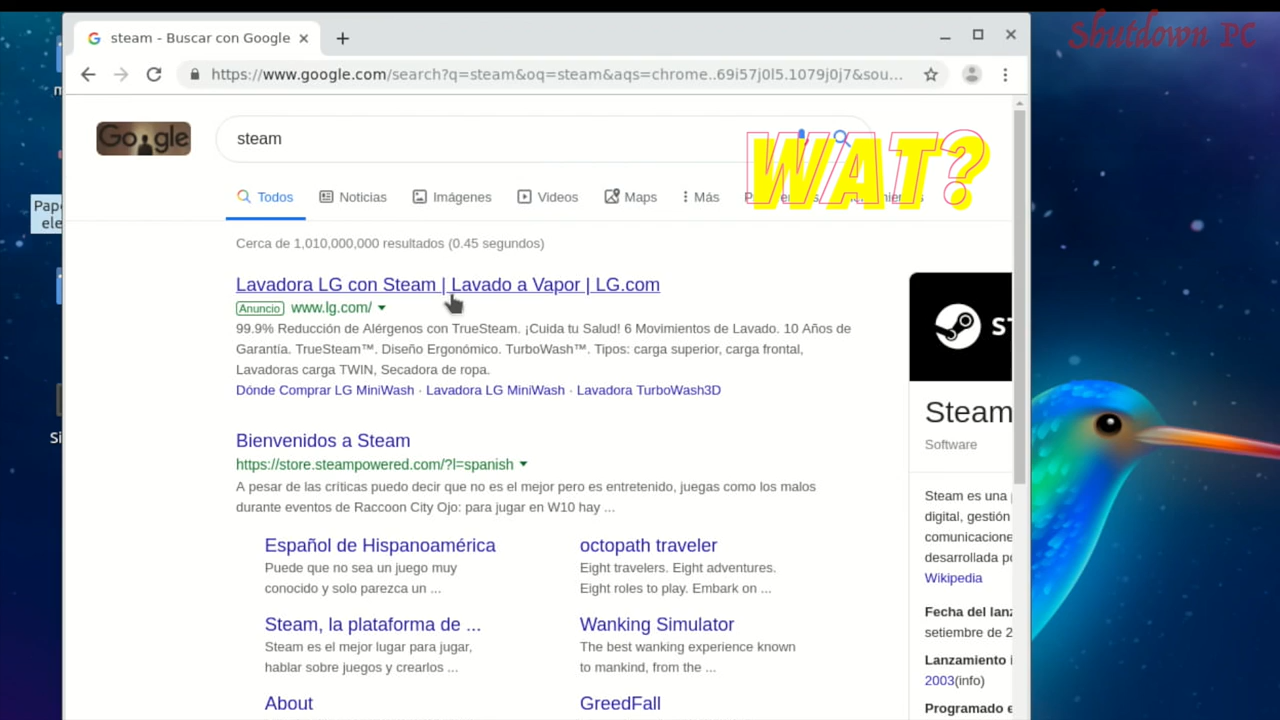 Shutdown PC
steam - Buscar con Google
https://www.google.com/search?q=steam&oq=steam&aqs=chrome..69i57j0l5.1079j0j7&sou...
Google
steam
WAT?
Todos
Noticias
Imágenes
Videos
Maps
Más
Cerca de 1,010,000,000 resultados (0.45 segundos)
Lavadora LG con Steam | Lavado a Vapor | LG.com
Anuncio www.lg.com/
99.9% Reducción de Alérgenos con TrueSteam. ¡Cuida tu Salud! 6 Movimientos de Lavado. 10 Años de
Garantía. TrueSteam™. Diseño Ergonómico. TurboWash™. Tipos: carga superior, carga frontal,
Lavadoras carga TWIN, Secadora de ropa.
Dónde Comprar LG MiniWash · Lavadora LG MiniWash · Lavadora TurboWash3D
Bienvenidos a Steam
https://store.steampowered.com/?l=spanish
A pesar de las críticas puedo decir que no es el mejor pero es entretenido, juegas como los malos
durante eventos de Raccoon City Ojo: para jugar en W10 hay ...
Español de Hispanoamérica
Puede que no sea un juego muy
conocido y solo parezca un ...
octopath traveler
Eight travelers. Eight adventures.
Eight roles to play. Embark on ...
Steam, la plataforma de ...
Steam es el mejor lugar para jugar,
hablar sobre juegos y crearlos ...
Wanking Simulator
The best wanking experience known
to mankind, from the ...
About
GreedFall
ST
Steam
Software
Steam es una
digital, gestión
comunicacione
desarrollada po
Wikipedia
Fecha del lanz
setiembre de 2
Lanzamiento i
2003(info)
Programado e
Pape
ele
Si